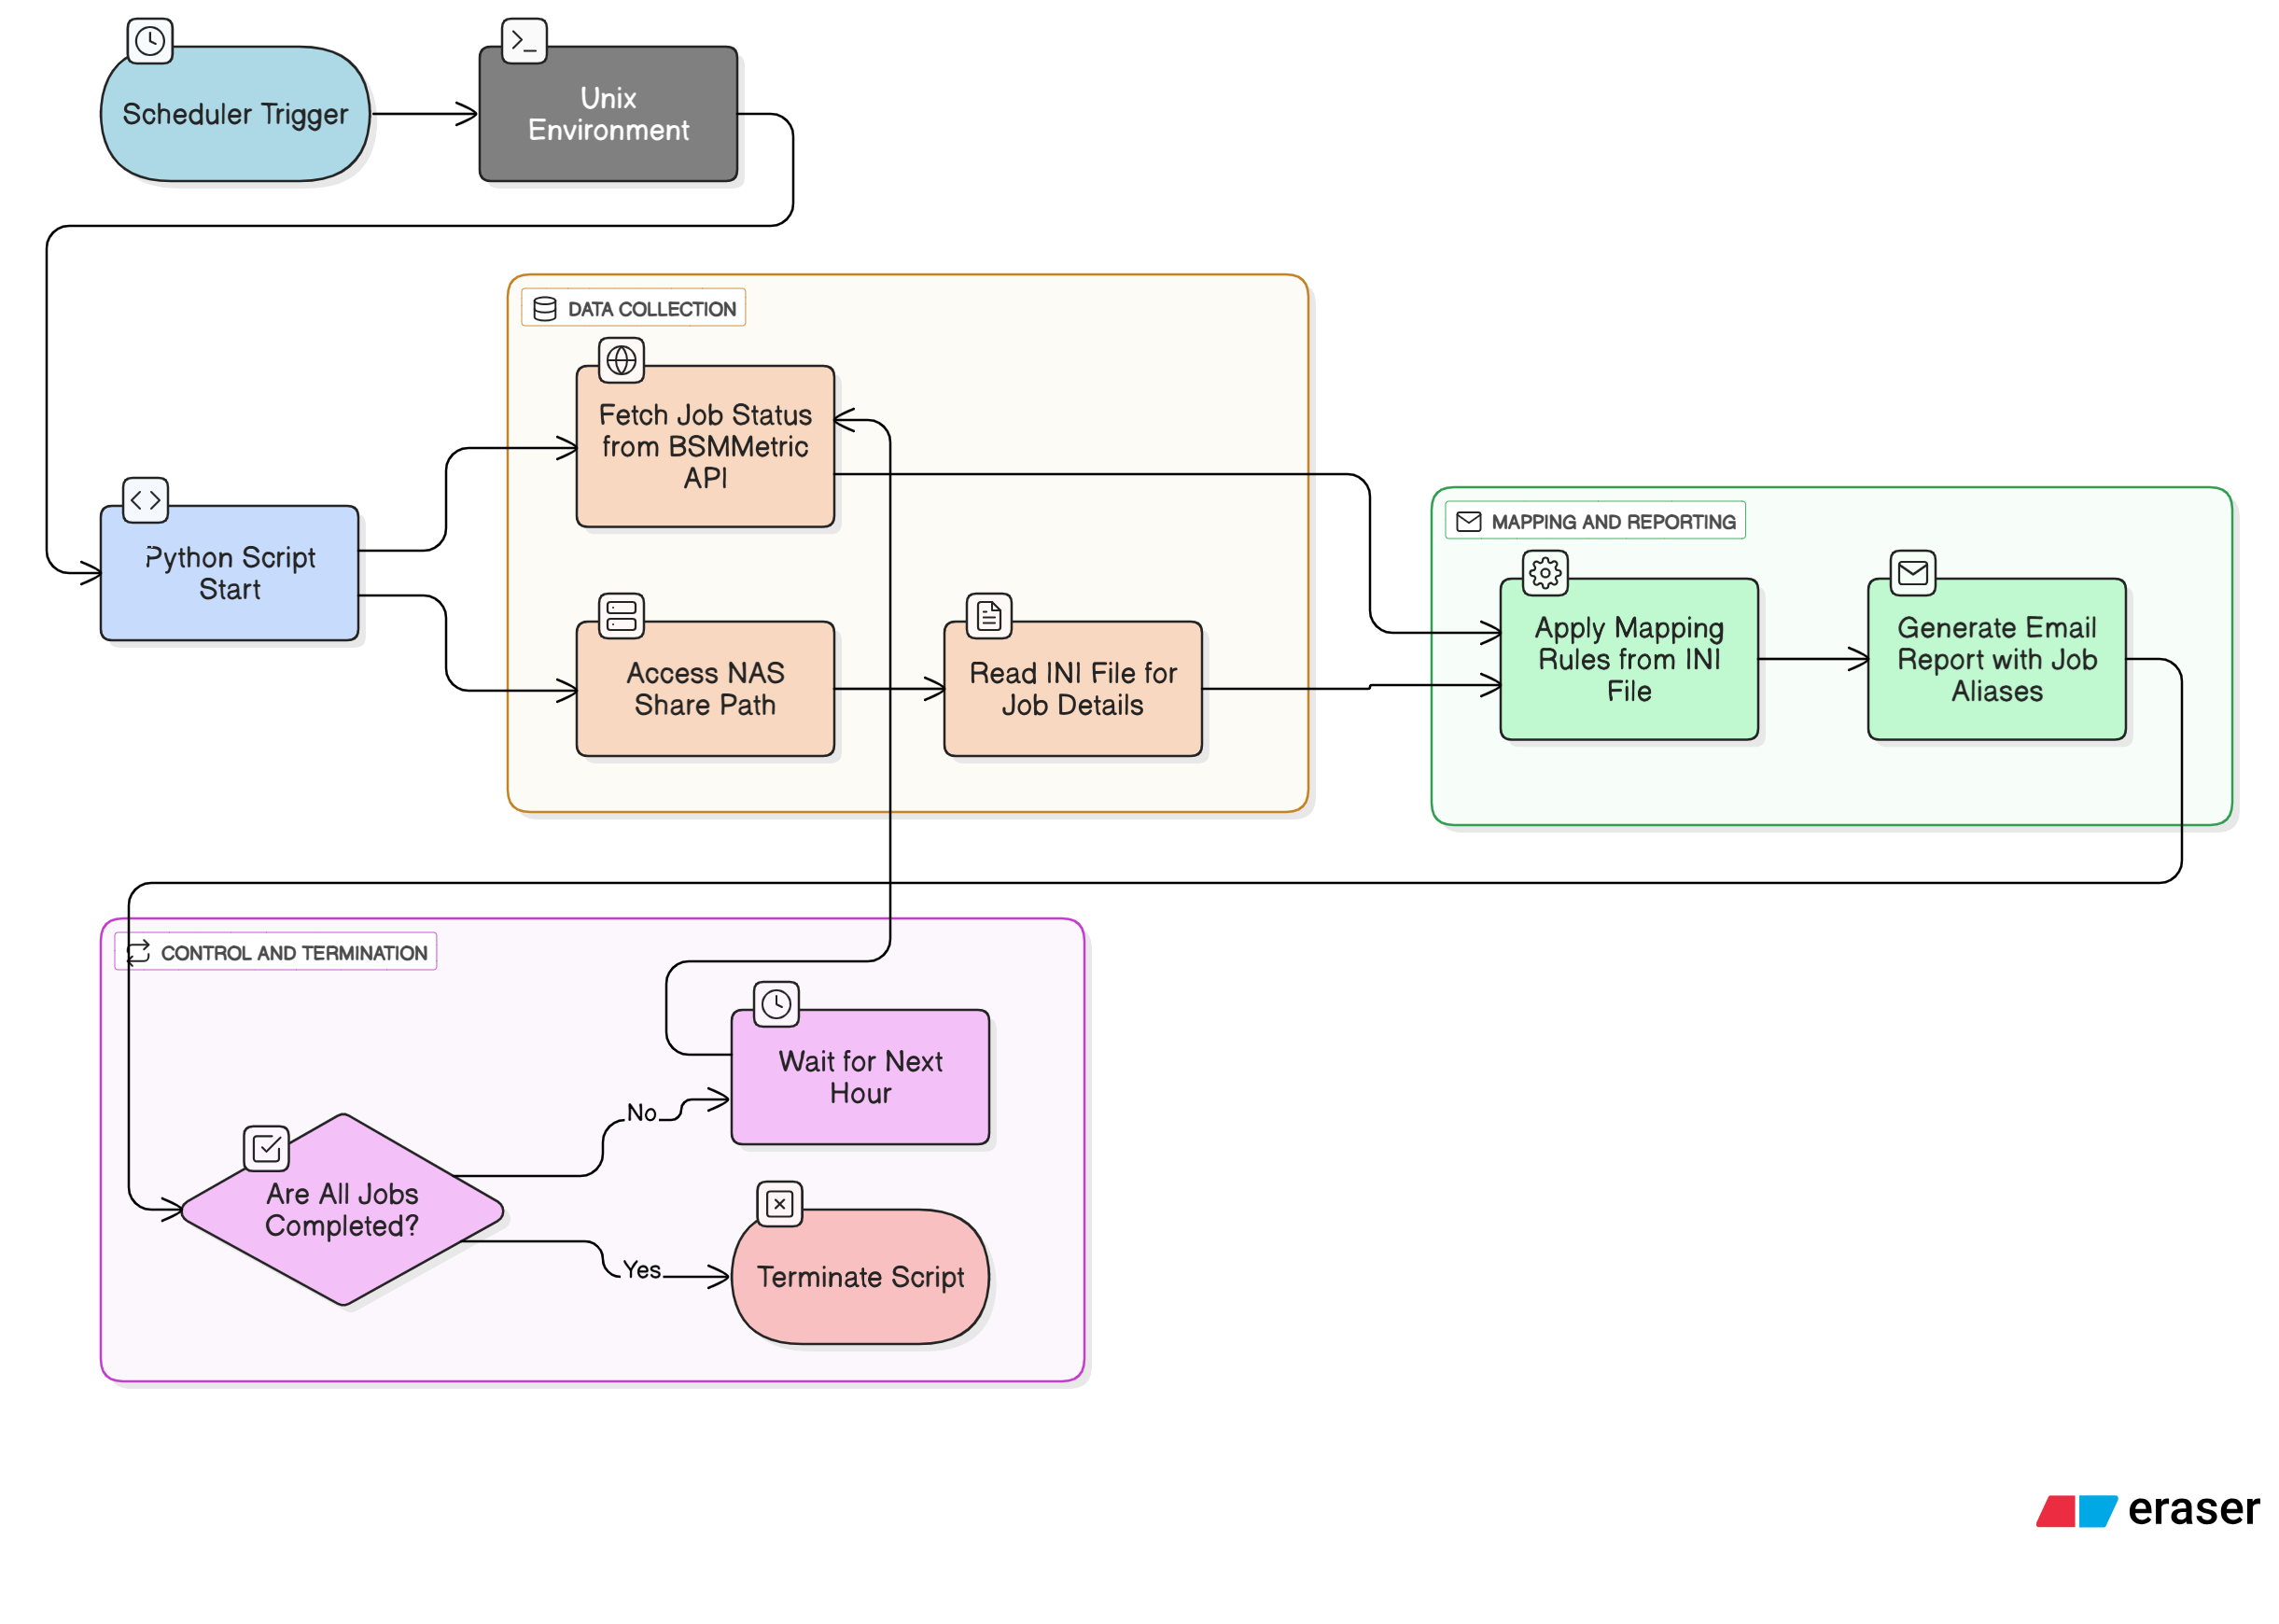 Scheduler Trigger
Unix
Environment
DATA COLLECTION
Fetch Job Status
from BSMMetric
API
Python Script
Start
Access NAS
Share Path
Read INI File for
Job Details
MAPPING AND REPORTING
Apply Mapping
Rules from INI
File
Generate Email
Report with Job
Aliases
CONTROL AND TERMINATION
Wait for Next
Hour
No
Are All Jobs
Completed?
Yes
Terminate Script
eraser